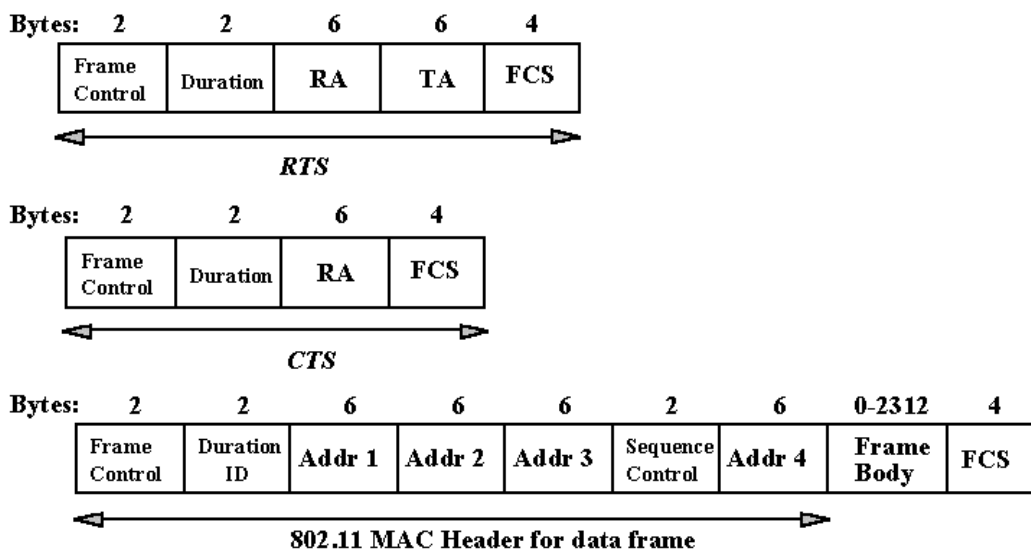 Bytes: 2 2 6 6 4
Frame Control Duration RA TA FCS
RTS
Bytes: 2 2 6 4
Frame Control Duration RA FCS
CTS
Bytes: 2 2 6 6 6 2 6 0-2312 4
Frame Control Duration ID Addr 1 Addr 2 Addr 3 Sequence Control Addr 4 Frame Body FCS
802.11 MAC Header for data frame